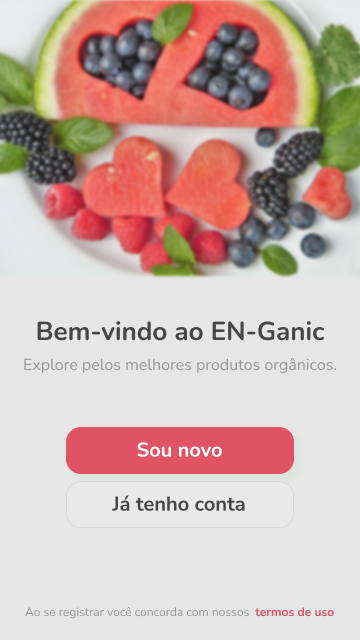 Bem-vindo ao EN-Ganic
Explore pelos melhores produtos orgânicos.
Sou novo
Já tenho conta
Ao se registrar você concorda com nossos termos de uso